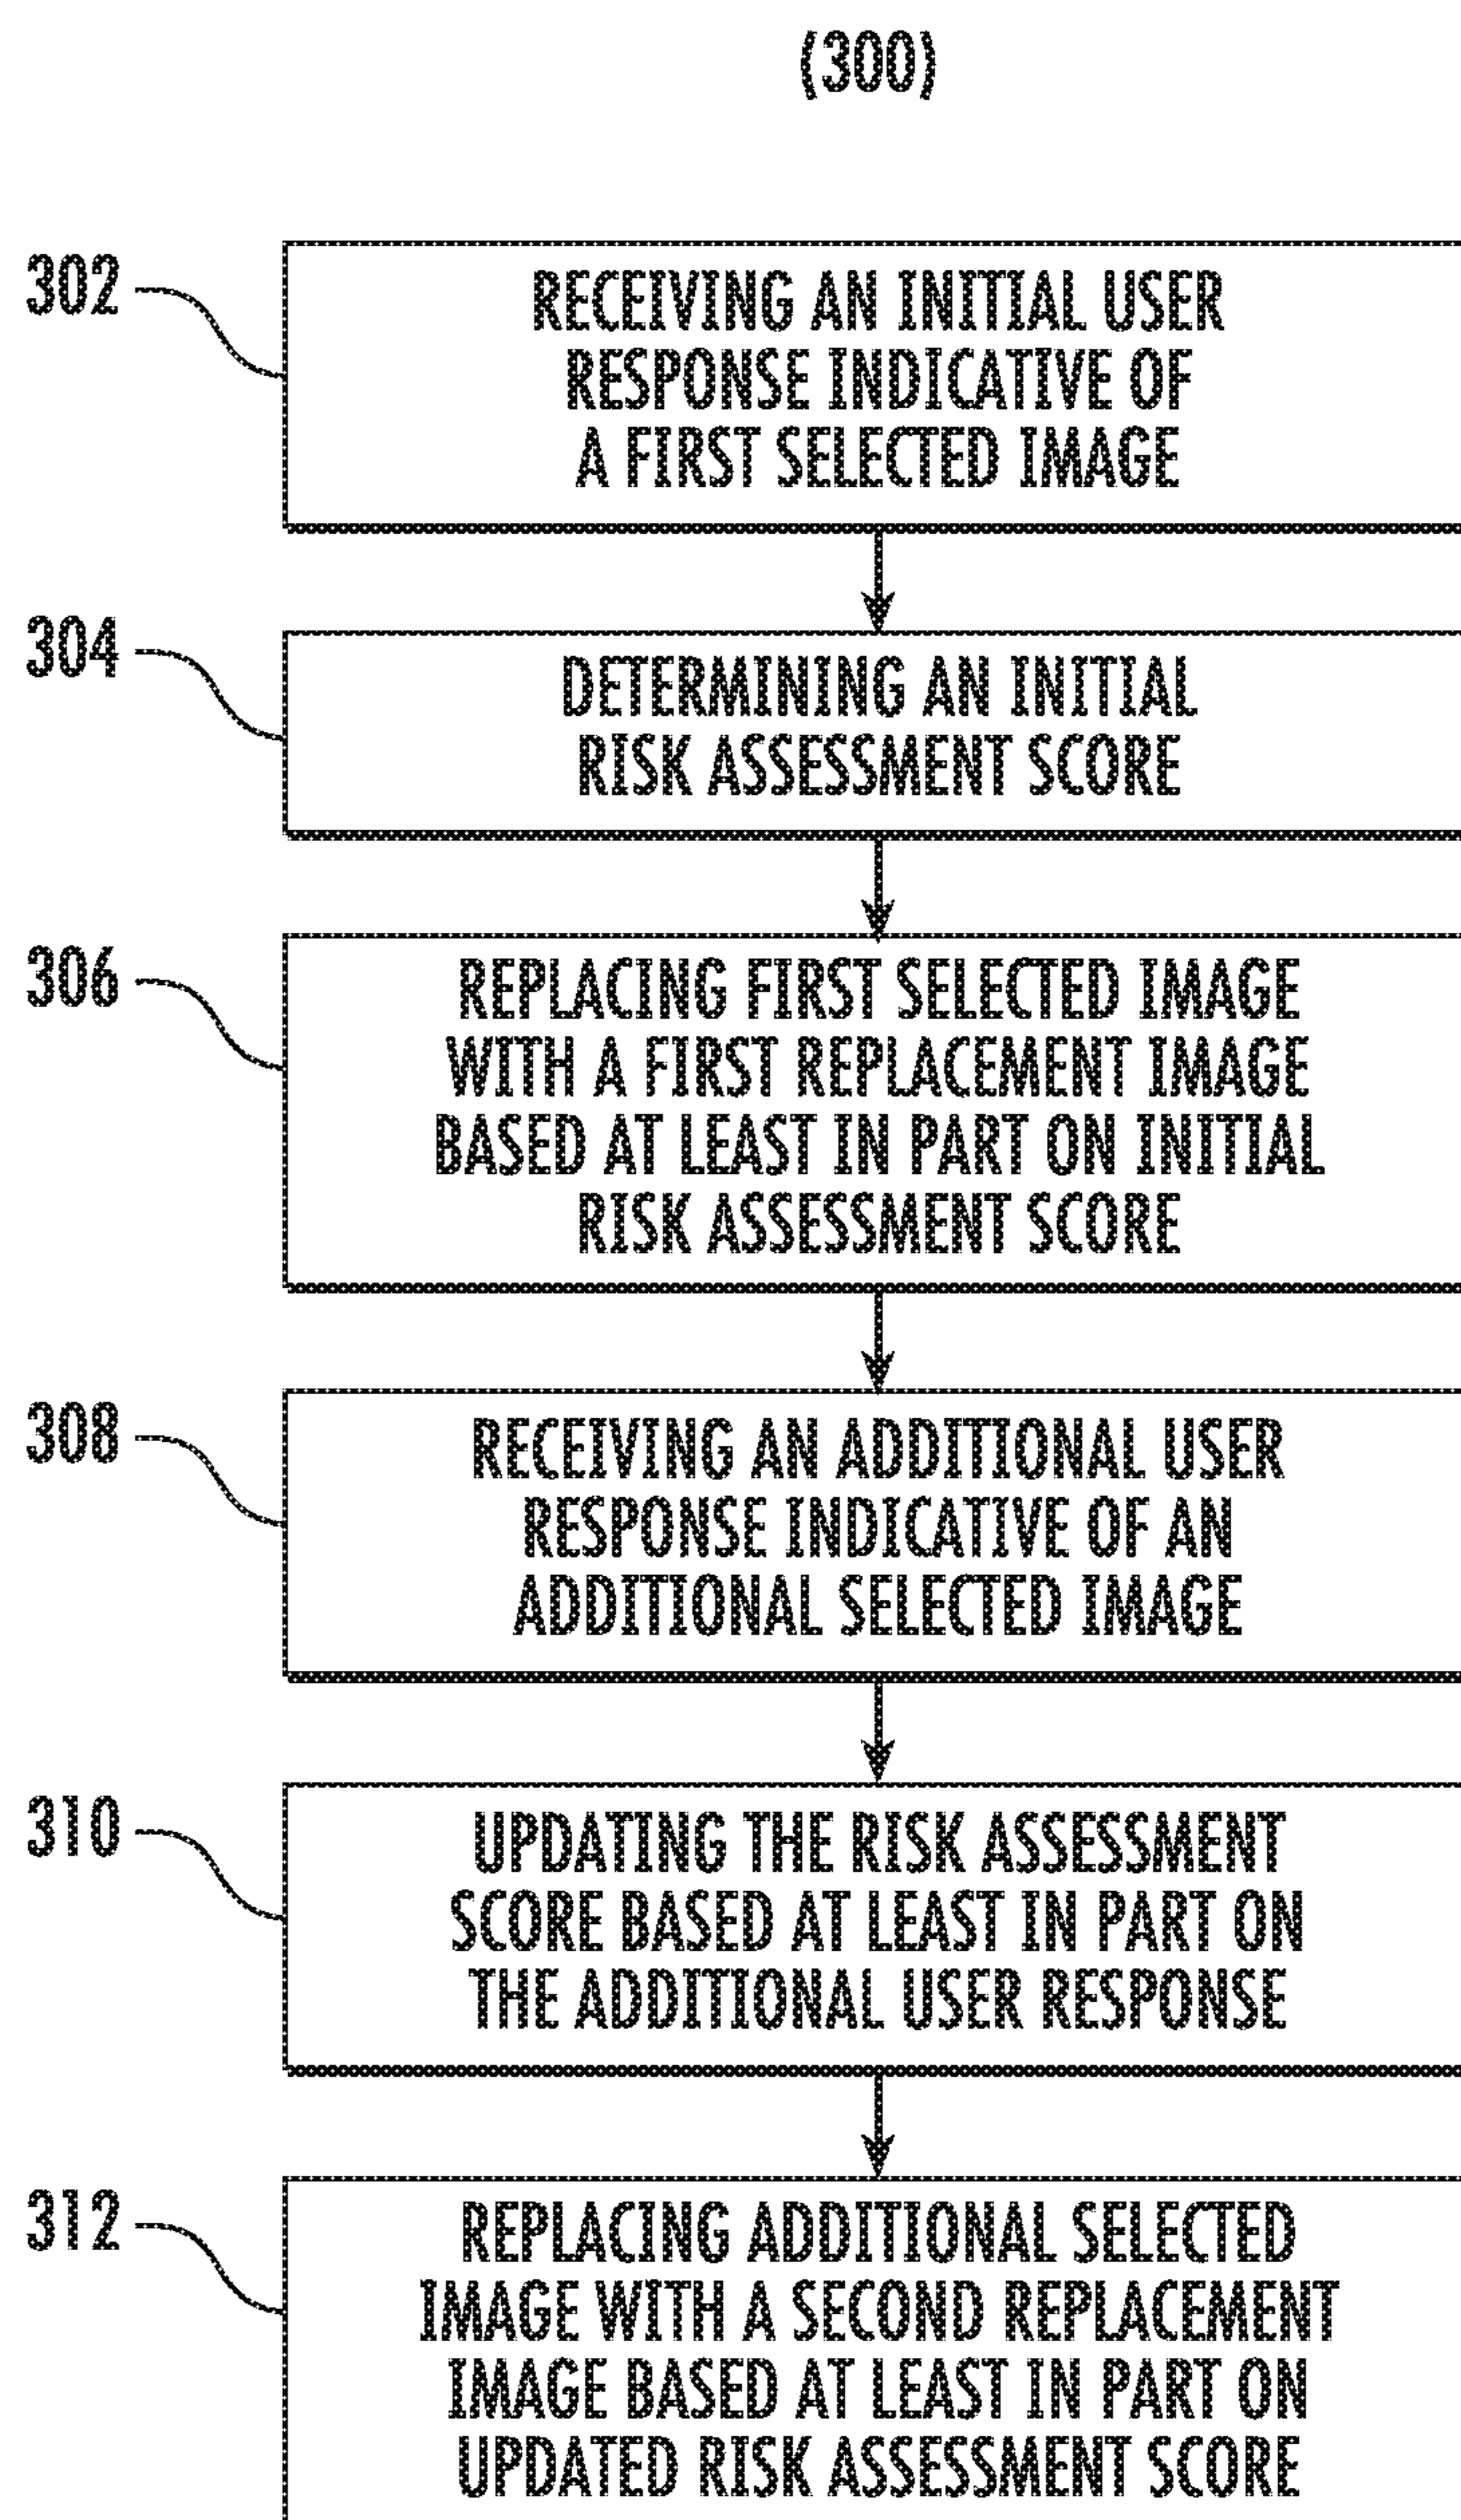 (300)
302
RECEIVING AN INITIAL USER
RESPONSE INDICATIVE OF
A FIRST SELECTED IMAGE
304
DETERMINING AN INITIAL
RISK ASSESSMENT SCORE
306
REPLACING FIRST SELECTED IMAGE
WITH A FIRST REPLACEMENT IMAGE
BASED AT LEAST IN PART ON INITIAL
RISK ASSESSMENT SCORE
308
RECEIVING AN ADDITIONAL USER
RESPONSE INDICATIVE OF AN
ADDITIONAL SELECTED IMAGE
310
UPDATING THE RISK ASSESSMENT
SCORE BASED AT LEAST IN PART ON
THE ADDITIONAL USER RESPONSE
312
REPLACING ADDITIONAL SELECTED
IMAGE WITH A SECOND REPLACEMENT
IMAGE BASED AT LEAST IN PART ON
UPDATED RISK ASSESSMENT SCORE